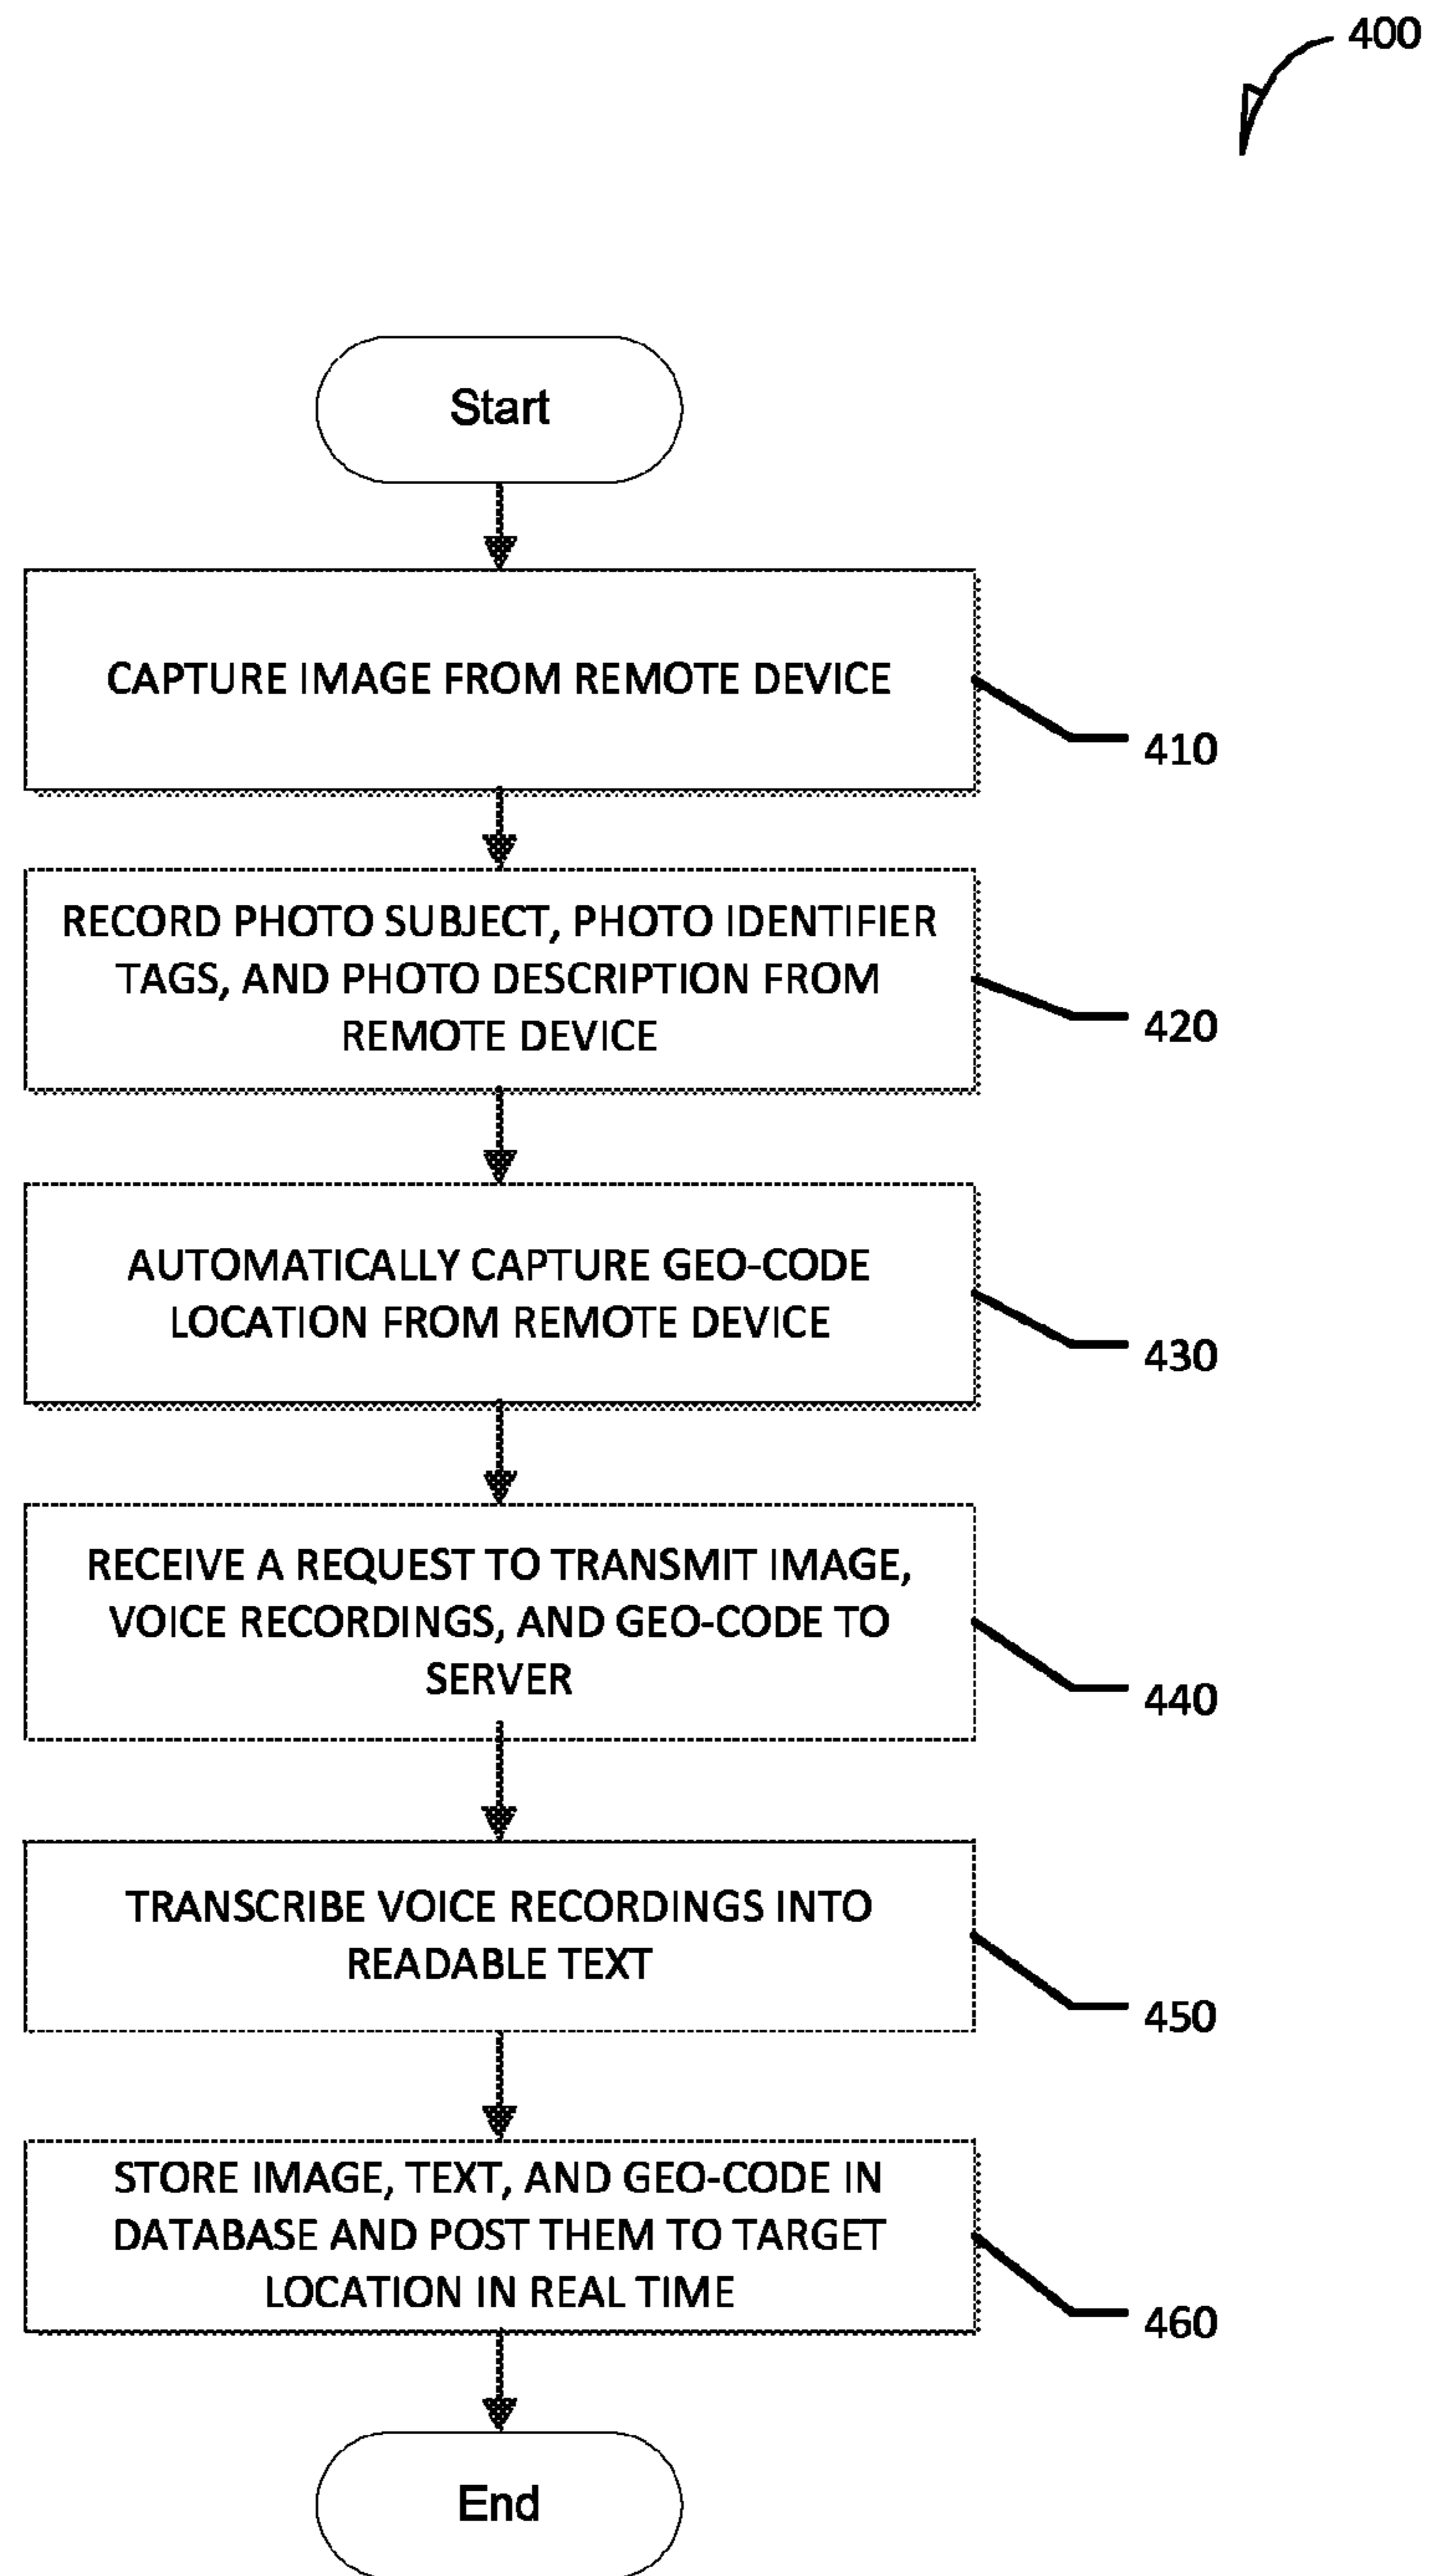 400
Start
CAPTURE IMAGE FROM REMOTE DEVICE
410
RECORD PHOTO SUBJECT, PHOTO IDENTIFIER
TAGS, AND PHOTO DESCRIPTION FROM
REMOTE DEVICE
420
AUTOMATICALLY CAPTURE GEO-CODE
LOCATION FROM REMOTE DEVICE
430
RECEIVE A REQUEST TO TRANSMIT IMAGE,
VOICE RECORDINGS, AND GEO-CODE TO
SERVER
440
TRANSCRIBE VOICE RECORDINGS INTO
READABLE TEXT
450
STORE IMAGE, TEXT, AND GEO-CODE IN
DATABASE AND POST THEM TO TARGET
LOCATION IN REAL TIME
460
End